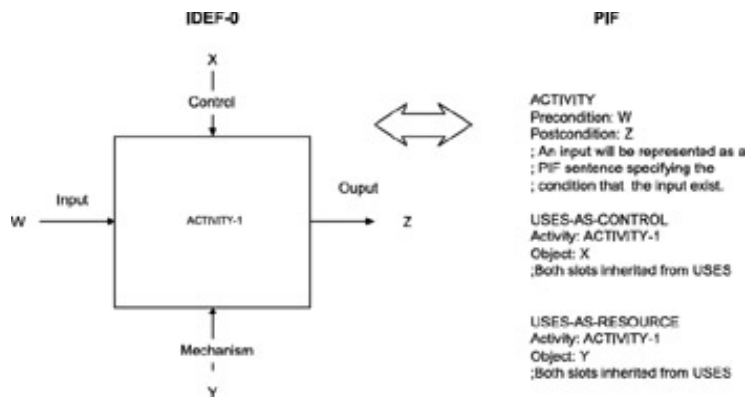 IDEF-0
X
Control
Input
W
ACTIVITY-1
Ouput
Z
Mechanism
Y
PIF
ACTIVITY
Precondition: W
Postcondition: Z
; An input will be represented as a
; PIF sentence specifying the
; condition that the input exist.
USES-AS-CONTROL
Activity: ACTIVITY-1
Object: X
;Both slots inherited from USES
USES-AS-RESOURCE
Activity: ACTIVITY-1
Object: Y
;Both slots inherited from USES